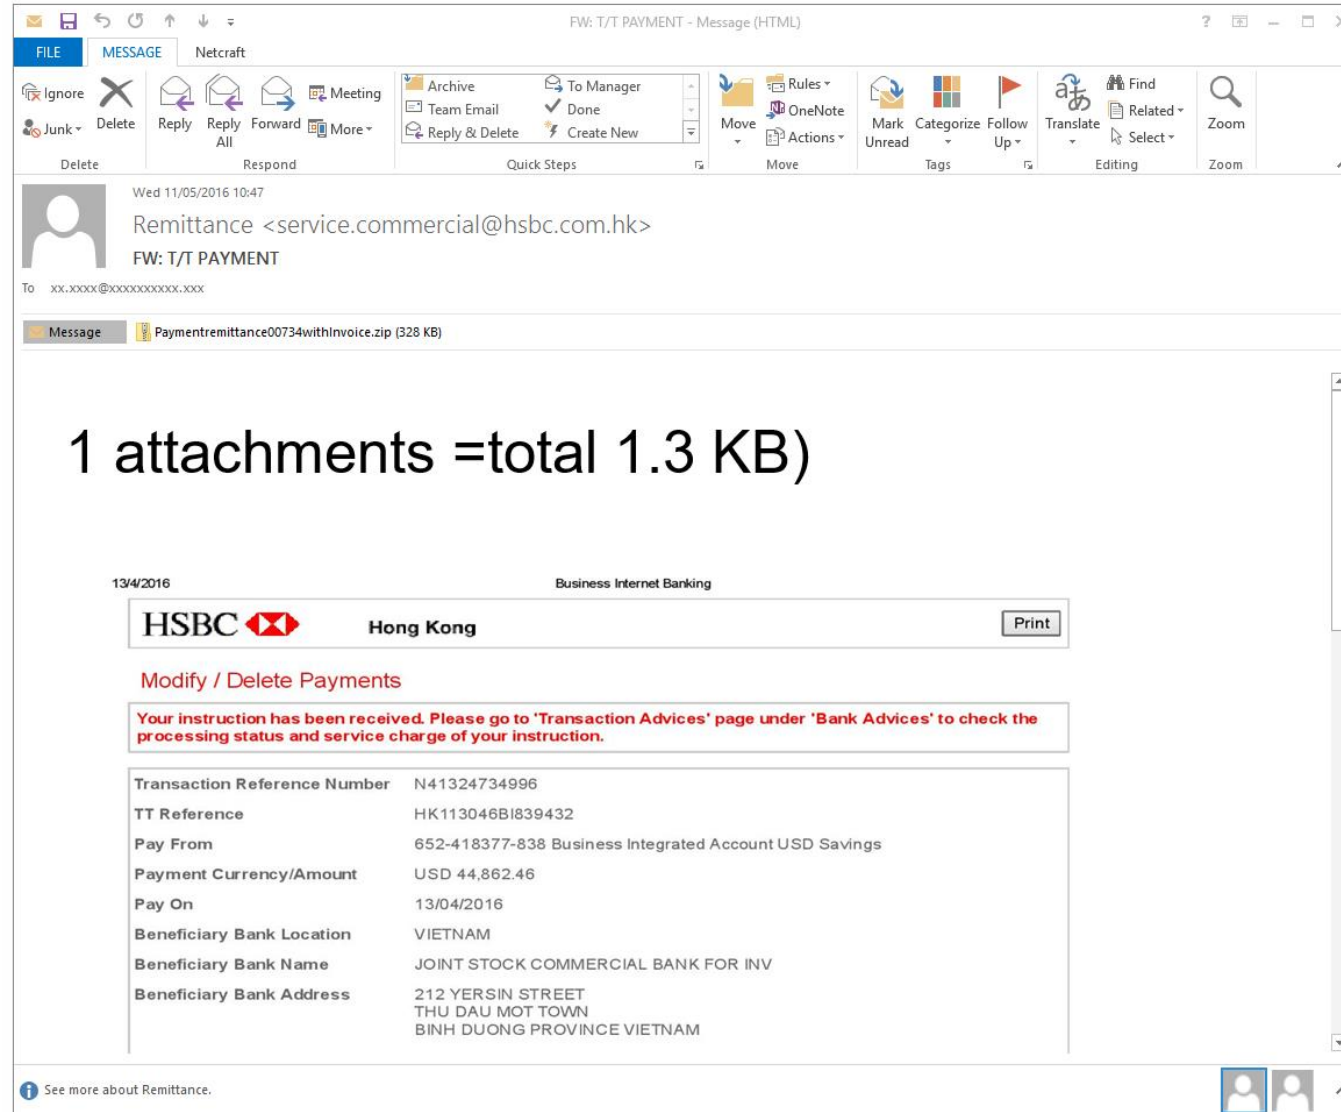 FW: T/T PAYMENT - Message (HTML)
FILE MESSAGE Netcraft
Ignore
Junk
Delete
Delete
Reply
Reply All
Forward
Meeting
More
Respond
Archive
Team Email
Reply & Delete
To Manager
Done
Create New
Quick Steps
Move
Rules
OneNote
Actions
Move
Mark Unread
Categorize
Follow Up
Tags
Translate
Find
Related
Select
Editing
Zoom
Zoom
Wed 11/05/2016 10:47
Remittance <service.commercial@hsbc.com.hk>
FW: T/T PAYMENT
To xx.xxxx@xxxxxxxxxx.xxx
Message Paymentremittance00734withInvoice.zip (328 KB)
1 attachments =total 1.3 KB)
13/4/2016 Business Internet Banking
HSBC Hong Kong Print
Modify / Delete Payments
Your instruction has been received. Please go to 'Transaction Advices' page under 'Bank Advices' to check the
processing status and service charge of your instruction.
Transaction Reference Number N41324734996
TT Reference HK113046BI839432
Pay From 652-418377-838 Business Integrated Account USD Savings
Payment Currency/Amount USD 44,862.46
Pay On 13/04/2016
Beneficiary Bank Location VIETNAM
Beneficiary Bank Name JOINT STOCK COMMERCIAL BANK FOR INV
Beneficiary Bank Address 212 YERSIN STREET
THU DAU MOT TOWN
BINH DUONG PROVINCE VIETNAM
See more about Remittance.